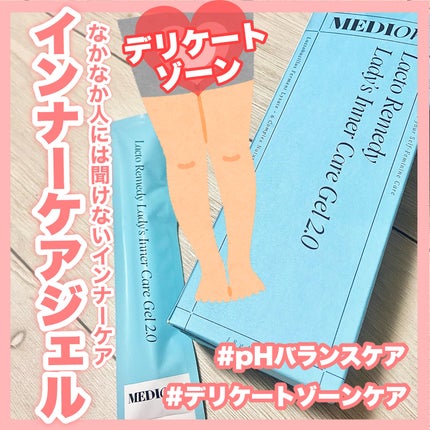 デリケート
ゾーン
インナーケアジェル
なかなか人には聞けないインナーケア
MEDIO
Lacto Remedy
Lady's Inner Care Gel 2.0
Lacto Remedy Lady's Inner Care Gel 2.0
MEDIO
#pHバランスケア
#デリケートゾーンケア